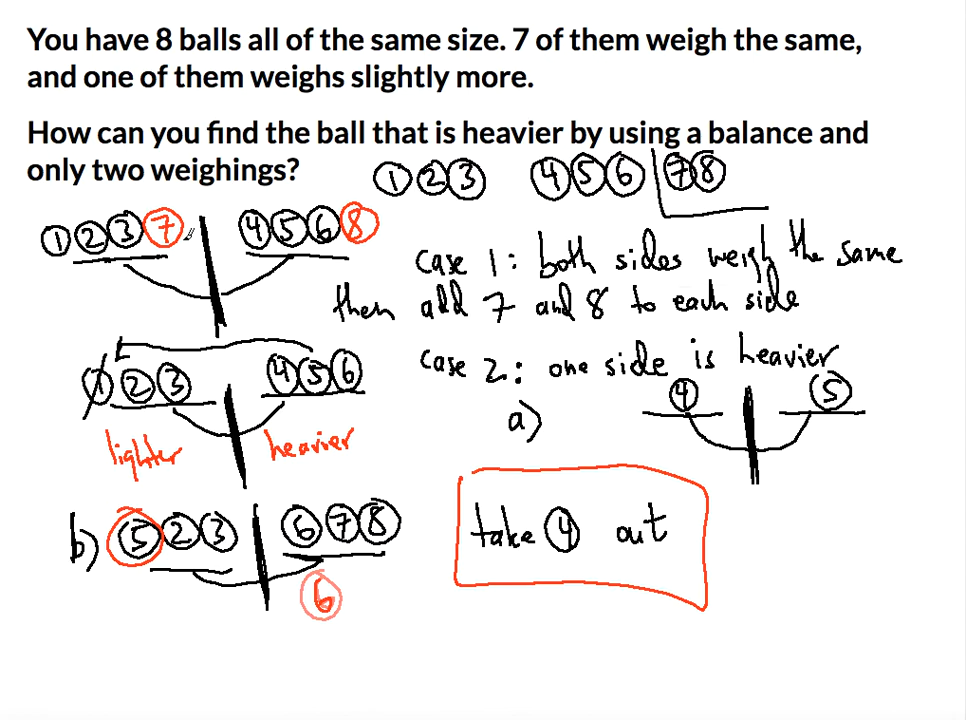 You have 8 balls all of the same size. 7 of them weigh the same,
and one of them weighs slightly more.
How can you find the ball that is heavier by using a balance and
only two weighings?
1 2 3 4 5 6 7 8
1 2 3 7 4 5 6 8
case 1: both sides weigh the same
then add 7 and 8 to each side
1 2 3 4 5 6
case 2: one side is heavier
lighter heavier
a) 4 5
b) 5 2 3 6 7 8
6
take 4 out